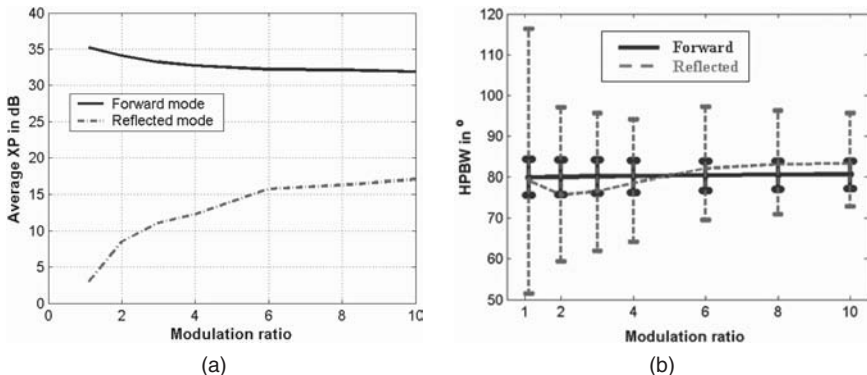 40
35
30
25
20
15
10
5
0
Average XP in dB
Forward mode
Reflected mode
0 2 4 6 8 10
Modulation ratio
(a)
120
110
100
90
80
70
60
50
HPBW in º
Forward
Reflected
1 2 4 6 8 10
Modulation ratio
(b)